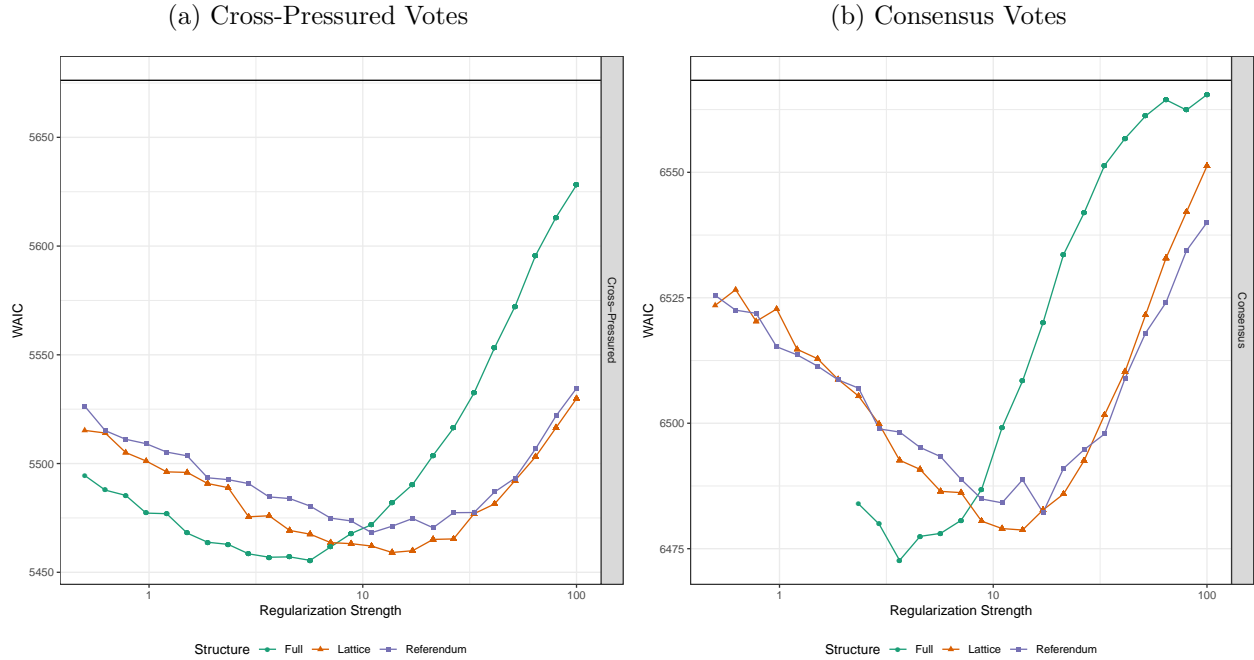 (a) Cross-Pressured Votes
5650
5600
5550
5500
5450
WAIC
1
10
100
Regularization Strength
Cross−Pressured
Structure
Full
Lattice
Referendum
(b) Consensus Votes
6550
6525
6500
6475
WAIC
1
10
100
Regularization Strength
Consensus
Structure
Full
Lattice
Referendum